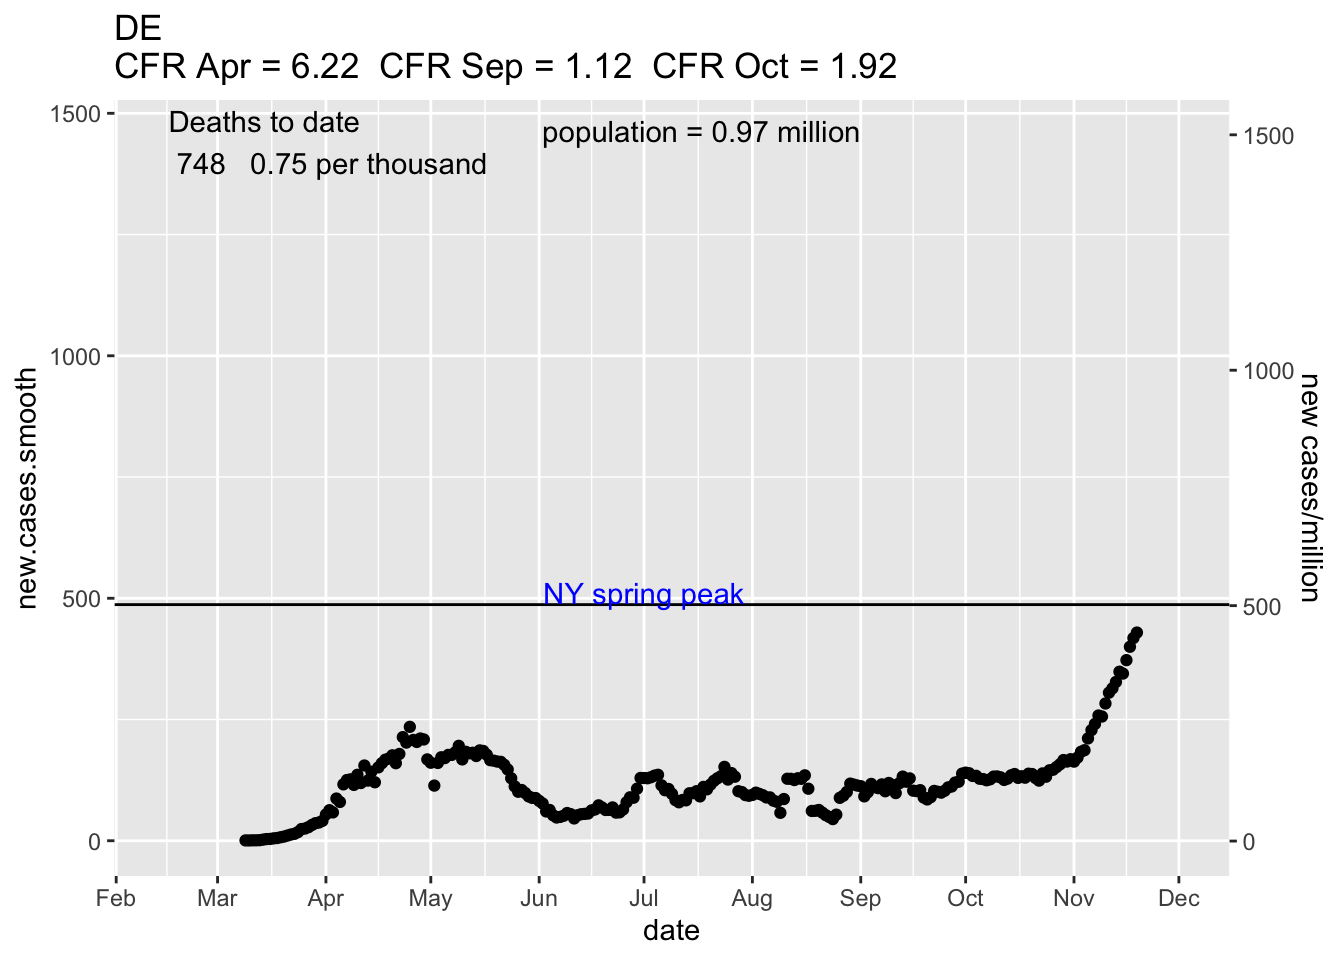 DE
CFR Apr = 6.22  CFR Sep = 1.12  CFR Oct = 1.92
Deaths to date
748   0.75 per thousand
population = 0.97 million
NY spring peak
new.cases.smooth
1500
1000
500
0
new cases/million
1500
1000
500
0
Feb Mar Apr May Jun Jul Aug Sep Oct Nov Dec
date